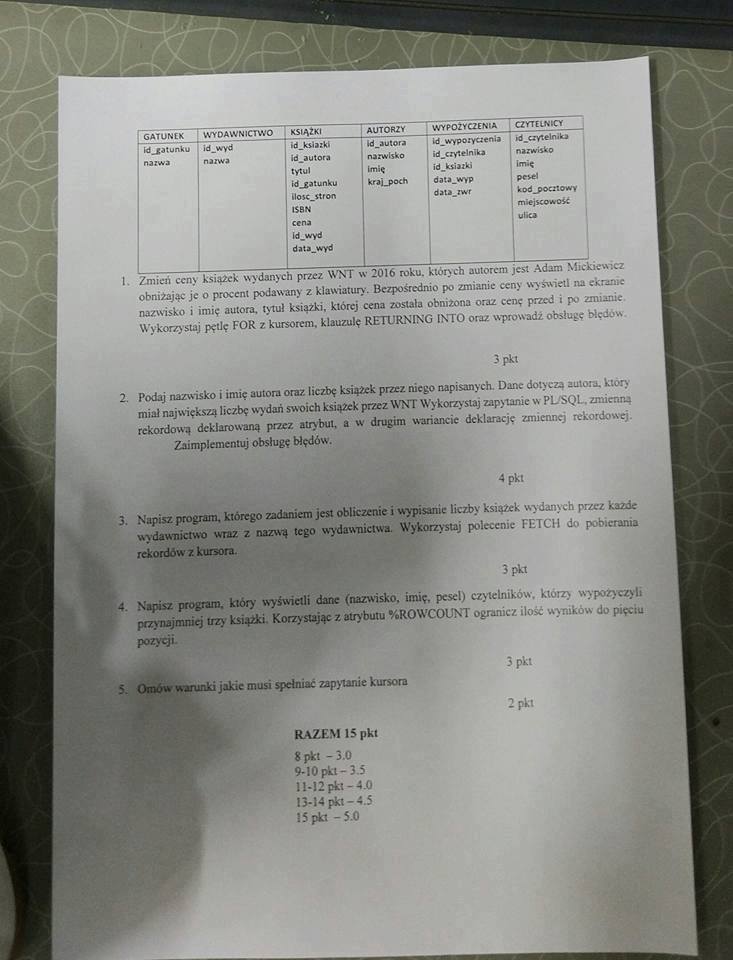 GATUNEK WYDAWNICTWO KSIĄŻKI AUTORZY WYPOŻYCZENIA CZYTELNICY
id_gatunku id_wyd id_ksiazki id_autora id_wypozyczenia id_czytelnika
nazwa nazwa id_autora nazwisko id_czytelnika nazwisko
tytul imię id_ksiazki imię
id_gatunku kraj_poch data_wyp pesel
ilosc_stron data_zwr kod_pocztowy
ISBN miejscowość
cena ulica
id_wyd
data_wyd
1. Zmień ceny książek wydanych przez WNT w 2016 roku, których autorem jest Adam Mickiewicz
obniżając je o procent podawany z klawiatury. Bezpośrednio po zmianie ceny wyświetl na ekranie
nazwisko i imię autora, tytuł książki, której cena została obniżona oraz cenę przed i po zmianie.
Wykorzystaj pętlę FOR z kursorem, klauzulę RETURNING INTO oraz wprowadź obsługę błędów.
3 pkt
2. Podaj nazwisko i imię autora oraz liczbę książek przez niego napisanych. Dane dotyczą autora, który
miał największą liczbę wydań swoich książek przez WNT Wykorzystaj zapytanie w PL/SQL, zmienną
rekordową deklarowaną przez atrybut, a w drugim wariancie deklarację zmiennej rekordowej.
Zaimplementuj obsługę błędów.
4 pkt
3. Napisz program, którego zadaniem jest obliczenie i wypisanie liczby książek wydanych przez każde
wydawnictwo wraz z nazwą tego wydawnictwa. Wykorzystaj polecenie FETCH do pobierania
rekordów z kursora.
3 pkt
4. Napisz program, który wyświetli dane (nazwisko, imię, pesel) czytelników, którzy wypożyczyli
przynajmniej trzy książki. Korzystając z atrybutu %ROWCOUNT ogranicz ilość wyników do pięciu
pozycji.
3 pkt
5. Omów warunki jakie musi spełniać zapytanie kursora
2 pkt
RAZEM 15 pkt
8 pkt – 3.0
9-10 pkt – 3.5
11-12 pkt – 4.0
13-14 pkt – 4.5
15 pkt – 5.0